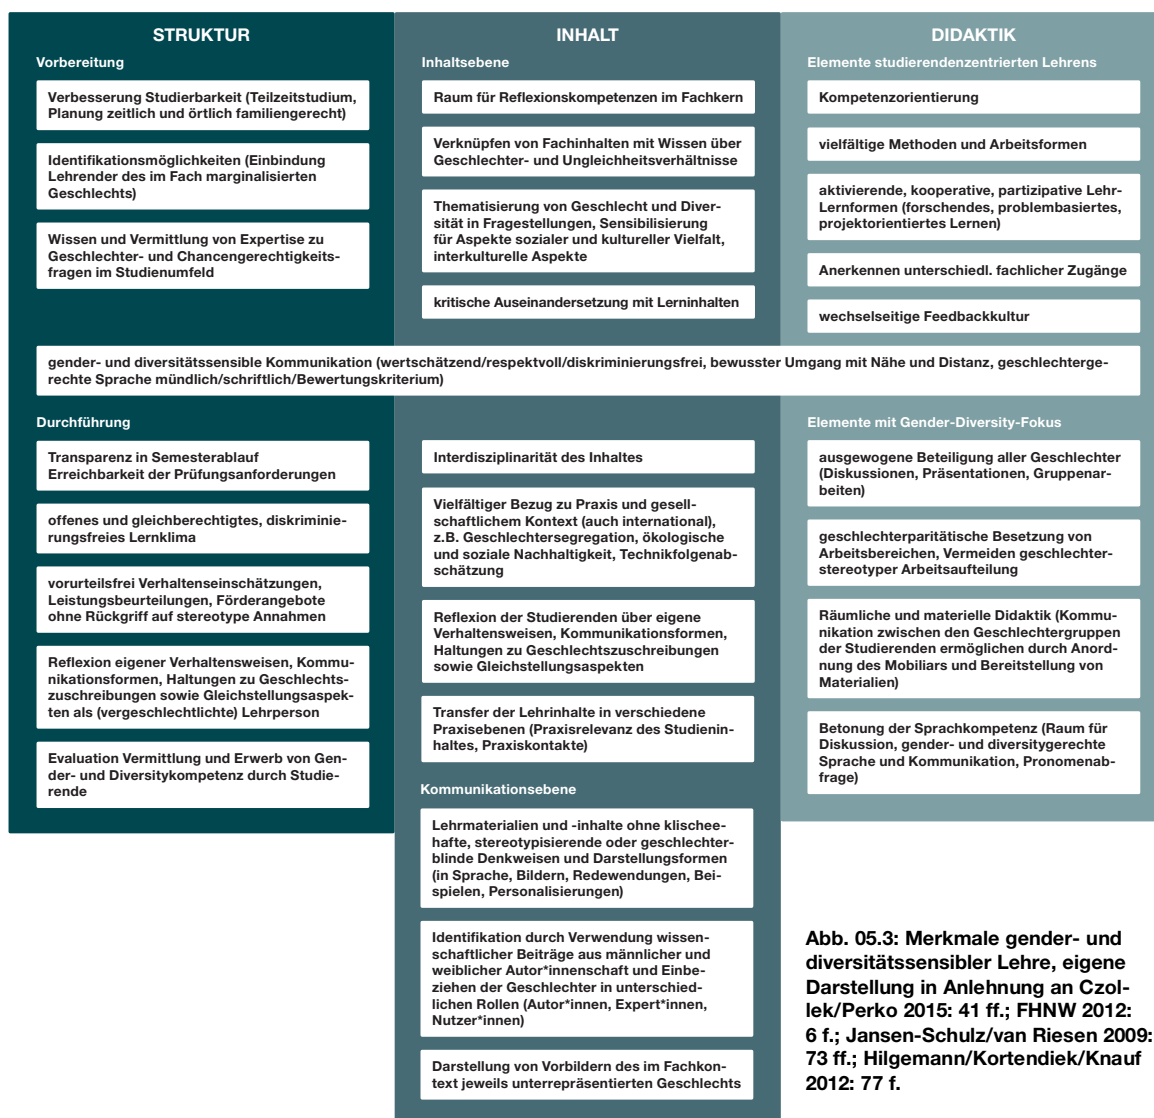 STRUKTUR
Vorbereitung
Verbesserung Studierbarkeit (Teilzeitstudium,
Planung zeitlich und örtlich familiengerecht)
Identifikationsmöglichkeiten (Einbindung
Lehrender des im Fach marginalisierten
Geschlechts)
Wissen und Vermittlung von Expertise zu
Geschlechter- und Chancengerechtigkeits-
fragen im Studienumfeld
INHALT
Inhaltsebene
Raum für Reflexionskompetenzen im Fachkern
Verknüpfen von Fachinhalten mit Wissen über
Geschlechter- und Ungleichheitsverhältnisse
Thematisierung von Geschlecht und Diver-
sität in Fragestellungen, Sensibilisierung
für Aspekte sozialer und kultureller Vielfalt,
interkulturelle Aspekte
kritische Auseinandersetzung mit Lerninhalten
DIDAKTIK
Elemente studierendenzentrierten Lehrens
Kompetenzorientierung
vielfältige Methoden und Arbeitsformen
aktivierende, kooperative, partizipative Lehr-
Lernformen (forschendes, problembasiertes,
projektorientiertes Lernen)
Anerkennen unterschiedl. fachlicher Zugänge
wechselseitige Feedbackkultur
gender- und diversitätssensible Kommunikation (wertschätzend/respektvoll/diskriminierungsfrei, bewusster Umgang mit Nähe und Distanz, geschlechterge-
rechte Sprache mündlich/schriftlich/Bewertungskriterium)
Durchführung
Transparenz in Semesterablauf
Erreichbarkeit der Prüfungsanforderungen
offenes und gleichberechtigtes, diskriminie-
rungsfreies Lernklima
vorurteilsfrei Verhaltenseinschätzungen,
Leistungsbeurteilungen, Förderangebote
ohne Rückgriff auf stereotype Annahmen
Reflexion eigener Verhaltensweisen, Kommu-
nikationsformen, Haltungen zu Geschlechts-
zuschreibungen sowie Gleichstellungsaspek-
ten als (vergeschlechtlichte) Lehrperson
Evaluation Vermittlung und Erwerb von Gen-
der- und Diversitykompetenz durch Studie-
rende
Interdisziplinarität des Inhaltes
Vielfältiger Bezug zu Praxis und gesell-
schaftlichem Kontext (auch international),
z.B. Geschlechtersegregation, ökologische
und soziale Nachhaltigkeit, Technikfolgenab-
schätzung
Reflexion der Studierenden über eigene
Verhaltensweisen, Kommunikationsformen,
Haltungen zu Geschlechtszuschreibungen
sowie Gleichstellungsaspekten
Transfer der Lehrinhalte in verschiedene
Praxisebenen (Praxisrelevanz des Studienin-
haltes, Praxiskontakte)
Kommunikationsebene
Lehrmaterialien und -inhalte ohne klischee-
hafte, stereotypisierende oder geschlechter-
blinde Denkweisen und Darstellungsformen
(in Sprache, Bildern, Redewendungen, Bei-
spielen, Personalisierungen)
Identifikation durch Verwendung wissen-
schaftlicher Beiträge aus männlicher und
weiblicher Autor*innenschaft und Einbe-
ziehen der Geschlechter in unterschied-
lichen Rollen (Autor*innen, Expert*innen,
Nutzer*innen)
Darstellung von Vorbildern des im Fachkon-
text jeweils unterrepräsentierten Geschlechts
Elemente mit Gender-Diversity-Fokus
ausgewogene Beteiligung aller Geschlechter
(Diskussionen, Präsentationen, Gruppenar-
beiten)
geschlechterparitätische Besetzung von
Arbeitsbereichen, Vermeiden geschlechter-
stereotyper Arbeitsaufteilung
Räumliche und materielle Didaktik (Kommu-
nikation zwischen den Geschlechtergruppen
der Studierenden ermöglichen durch Anord-
nung des Mobiliars und Bereitstellung von
Materialien)
Betonung der Sprachkompetenz (Raum für
Diskussion, gender- und diversitygerechte
Sprache und Kommunikation, Pronomenab-
frage)
Abb. 05.3: Merkmale gender- und
diversitätssensibler Lehre, eigene
Darstellung in Anlehnung an Czol-
lek/Perko 2015: 41 ff.; FHNW 2012:
6 f.; Jansen-Schulz/van Riesen 2009:
73 ff.; Hilgemann/Kortendiek/Knauf
2012: 77 f.